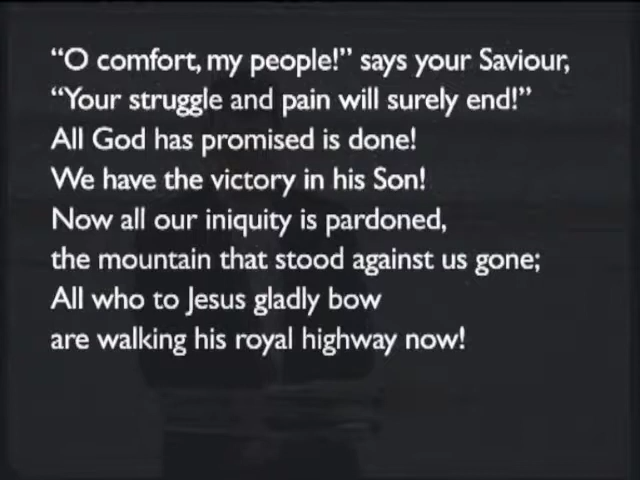 “O comfort, my people!” says your Saviour,
“Your struggle and pain will surely end!”
All God has promised is done!
We have the victory in his Son!
Now all our iniquity is pardoned,
the mountain that stood against us gone;
All who to Jesus gladly bow
are walking his royal highway now!